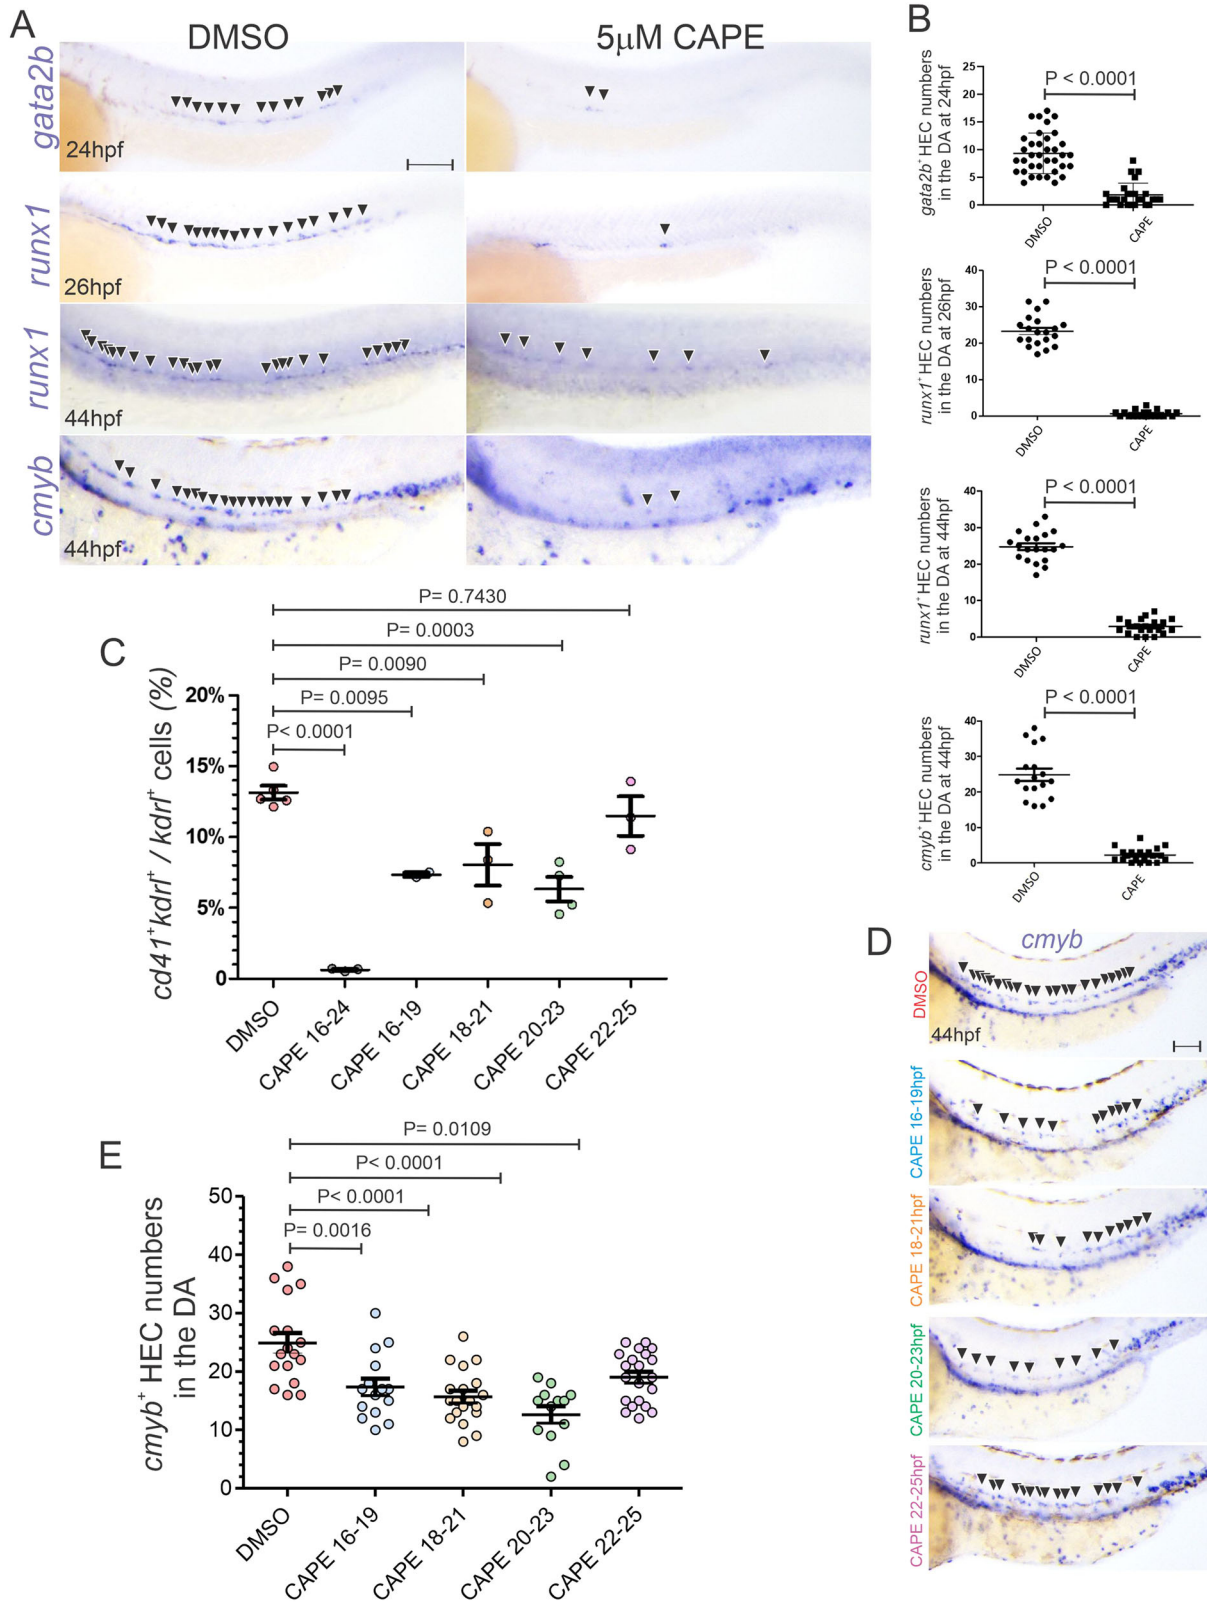 A
DMSO
5μM CAPE
gata2b
24hpf
runx1
26hpf
runx1
44hpf
cmyb
44hpf
B
P < 0.0001
gata2b⁺ HEC numbers
in the DA at 24hpf
25
20
15
10
5
0
DMSO
CAPE
P < 0.0001
runx1⁺ HEC numbers
in the DA at 26hpf
40
30
20
10
0
DMSO
CAPE
P < 0.0001
runx1⁺ HEC numbers
in the DA at 44hpf
40
30
20
10
0
DMSO
CAPE
P < 0.0001
cmyb⁺ HEC numbers
in the DA at 44hpf
40
30
20
10
0
DMSO
CAPE
C
P= 0.7430
P= 0.0003
P= 0.0090
P= 0.0095
P< 0.0001
cd41⁺kdrl⁺ / kdrl⁺ cells (%)
20%
15%
10%
5%
0
DMSO
CAPE 16-24
CAPE 16-19
CAPE 18-21
CAPE 20-23
CAPE 22-25
D
cmyb
DMSO
44hpf
CAPE 16-19hpf
CAPE 18-21hpf
CAPE 20-23hpf
CAPE 22-25hpf
E
P= 0.0109
P< 0.0001
P< 0.0001
P= 0.0016
cmyb⁺ HEC numbers
in the DA
50
40
30
20
10
0
DMSO
CAPE 16-19
CAPE 18-21
CAPE 20-23
CAPE 22-25